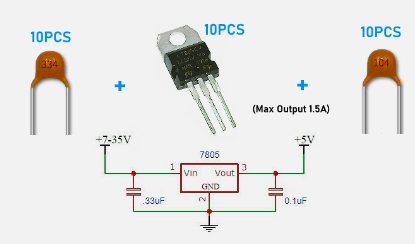 10PCS
10PCS
10PCS
334
104
(Max Output 1.5A)
+7-35V
+5V
7805
1
Vin
Vout
3
GND
2
.33uF
0.1uF